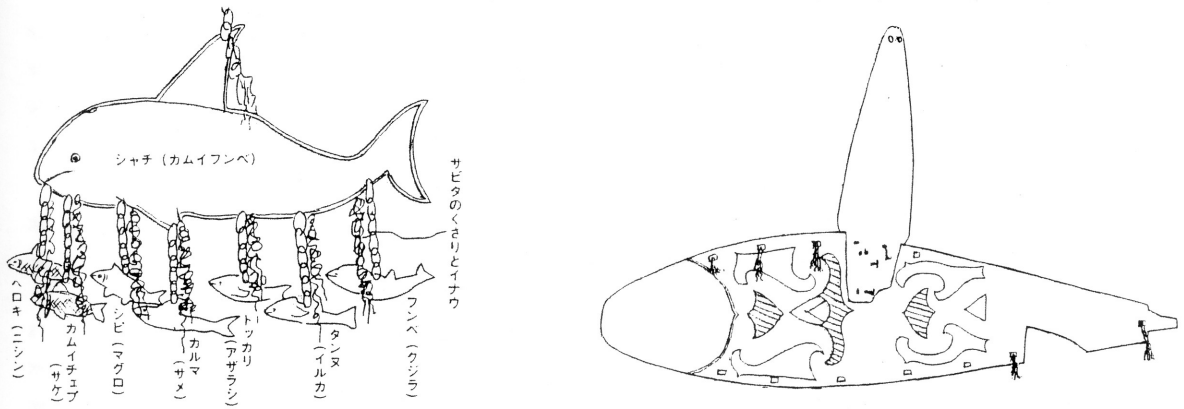 シャチ(カムイフンベ)
サビタのくさりとイナウ
ヘロキ(ニシン)
カムイチェプ(サケ)
シビ(マグロ)
カルマ(サメ)
トッカリ(アザラシ)
タンヌ(イルカ)
フンベ(クジラ)